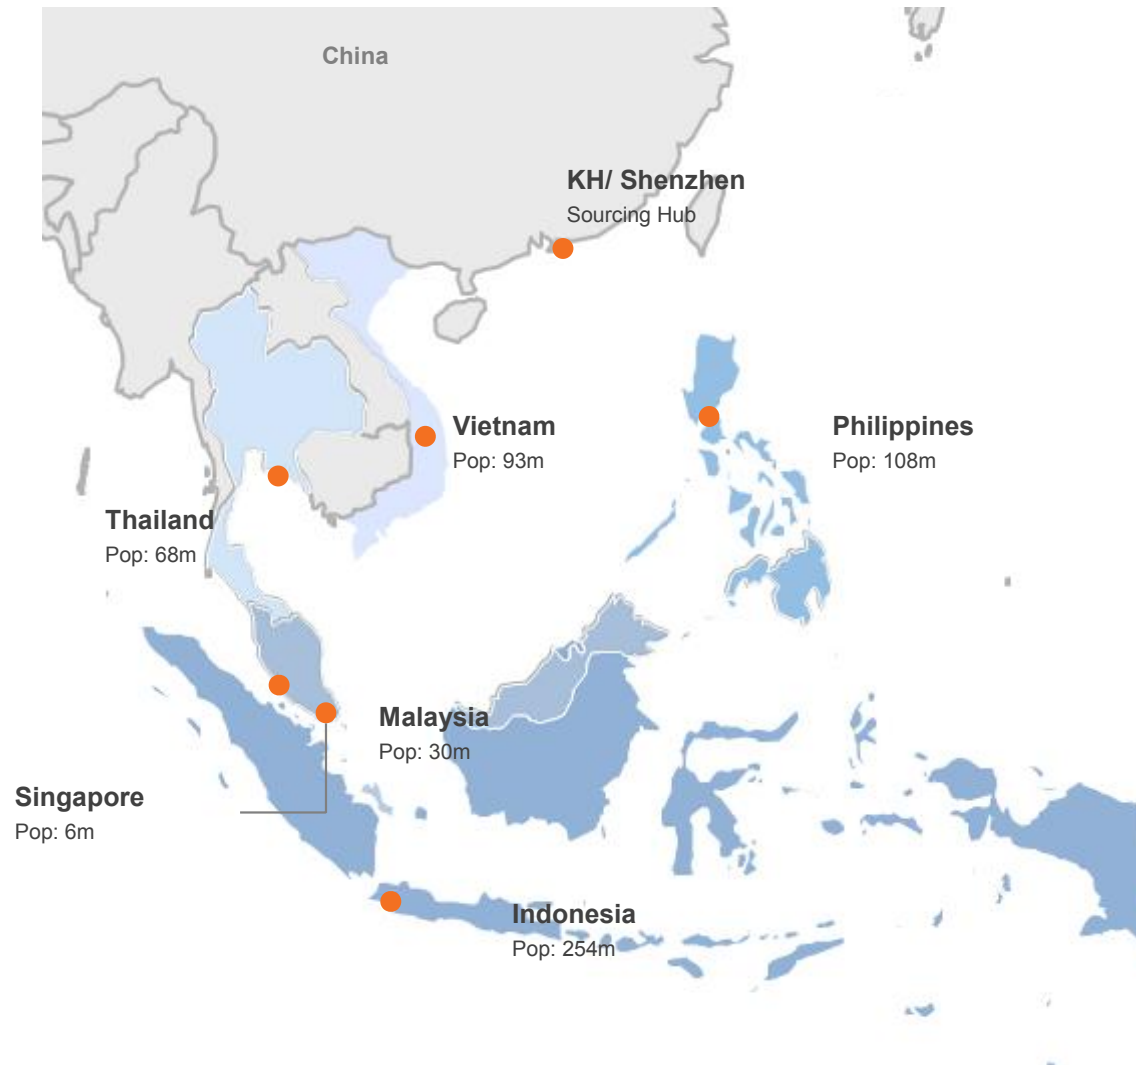 China
KH/ Shenzhen
Sourcing Hub
Vietnam
Pop: 93m
Philippines
Pop: 108m
Thailand
Pop: 68m
Malaysia
Pop: 30m
Singapore
Pop: 6m
Indonesia
Pop: 254m